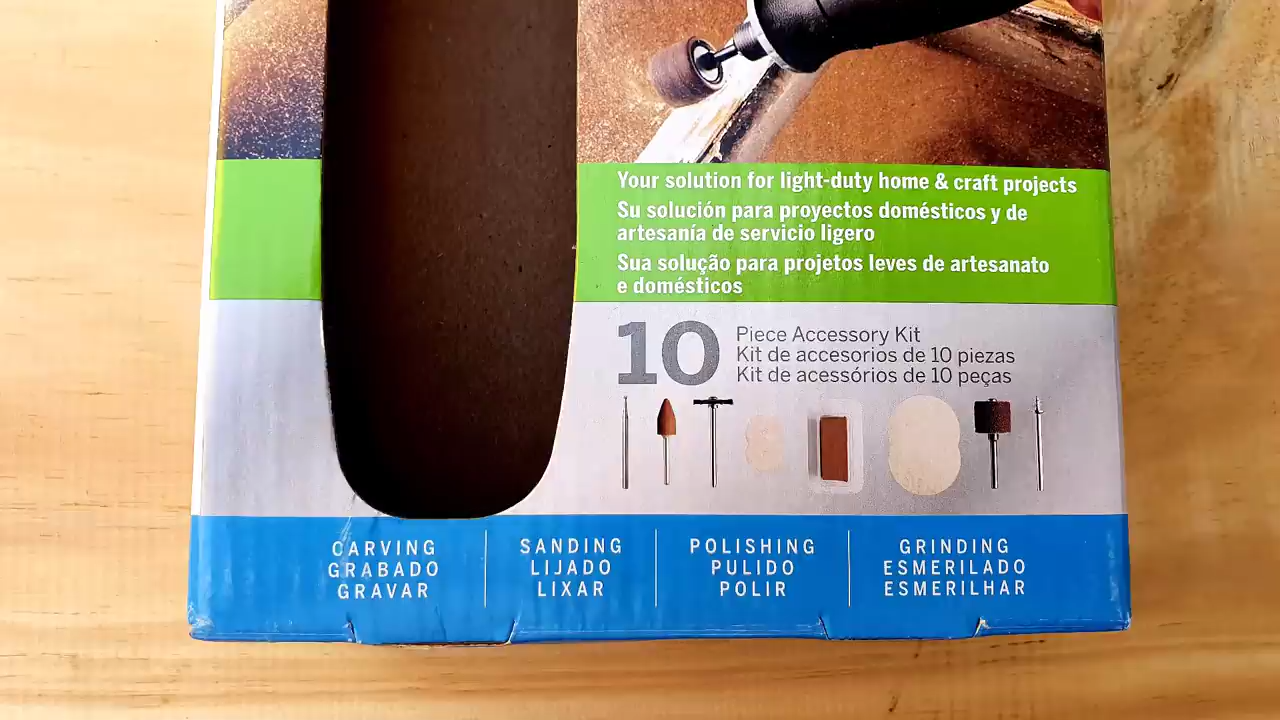 Your solution for light-duty home & craft projects
Su solución para proyectos domésticos y de
artesanía de servicio ligero
Sua solução para projetos leves de artesanato
e domésticos
10
Piece Accessory Kit
Kit de accesorios de 10 piezas
Kit de acessórios de 10 peças
CARVING
GRABADO
GRAVAR
SANDING
LIJADO
LIXAR
POLISHING
PULIDO
POLIR
GRINDING
ESMERILADO
ESMERILHAR